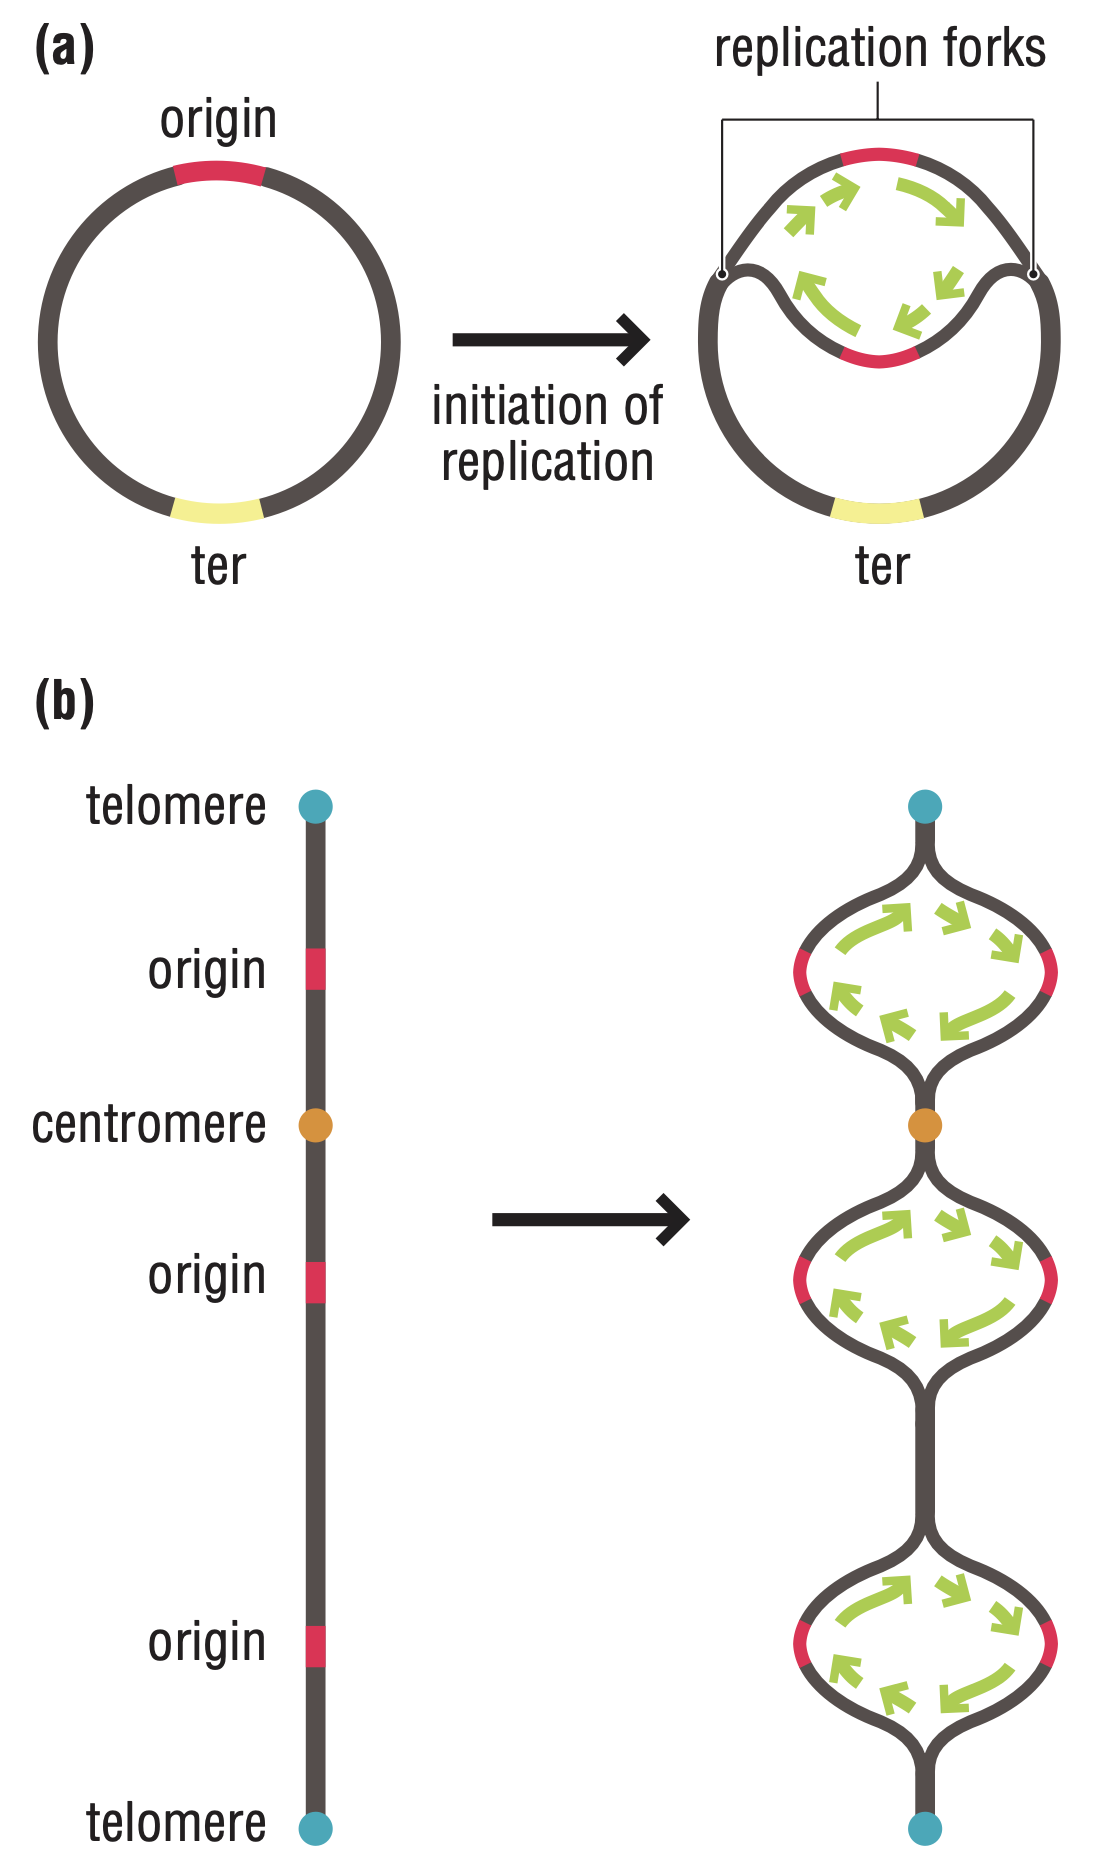 (a)
replication forks
origin
initiation of
replication
ter
ter
(b)
telomere
origin
centromere
origin
origin
telomere